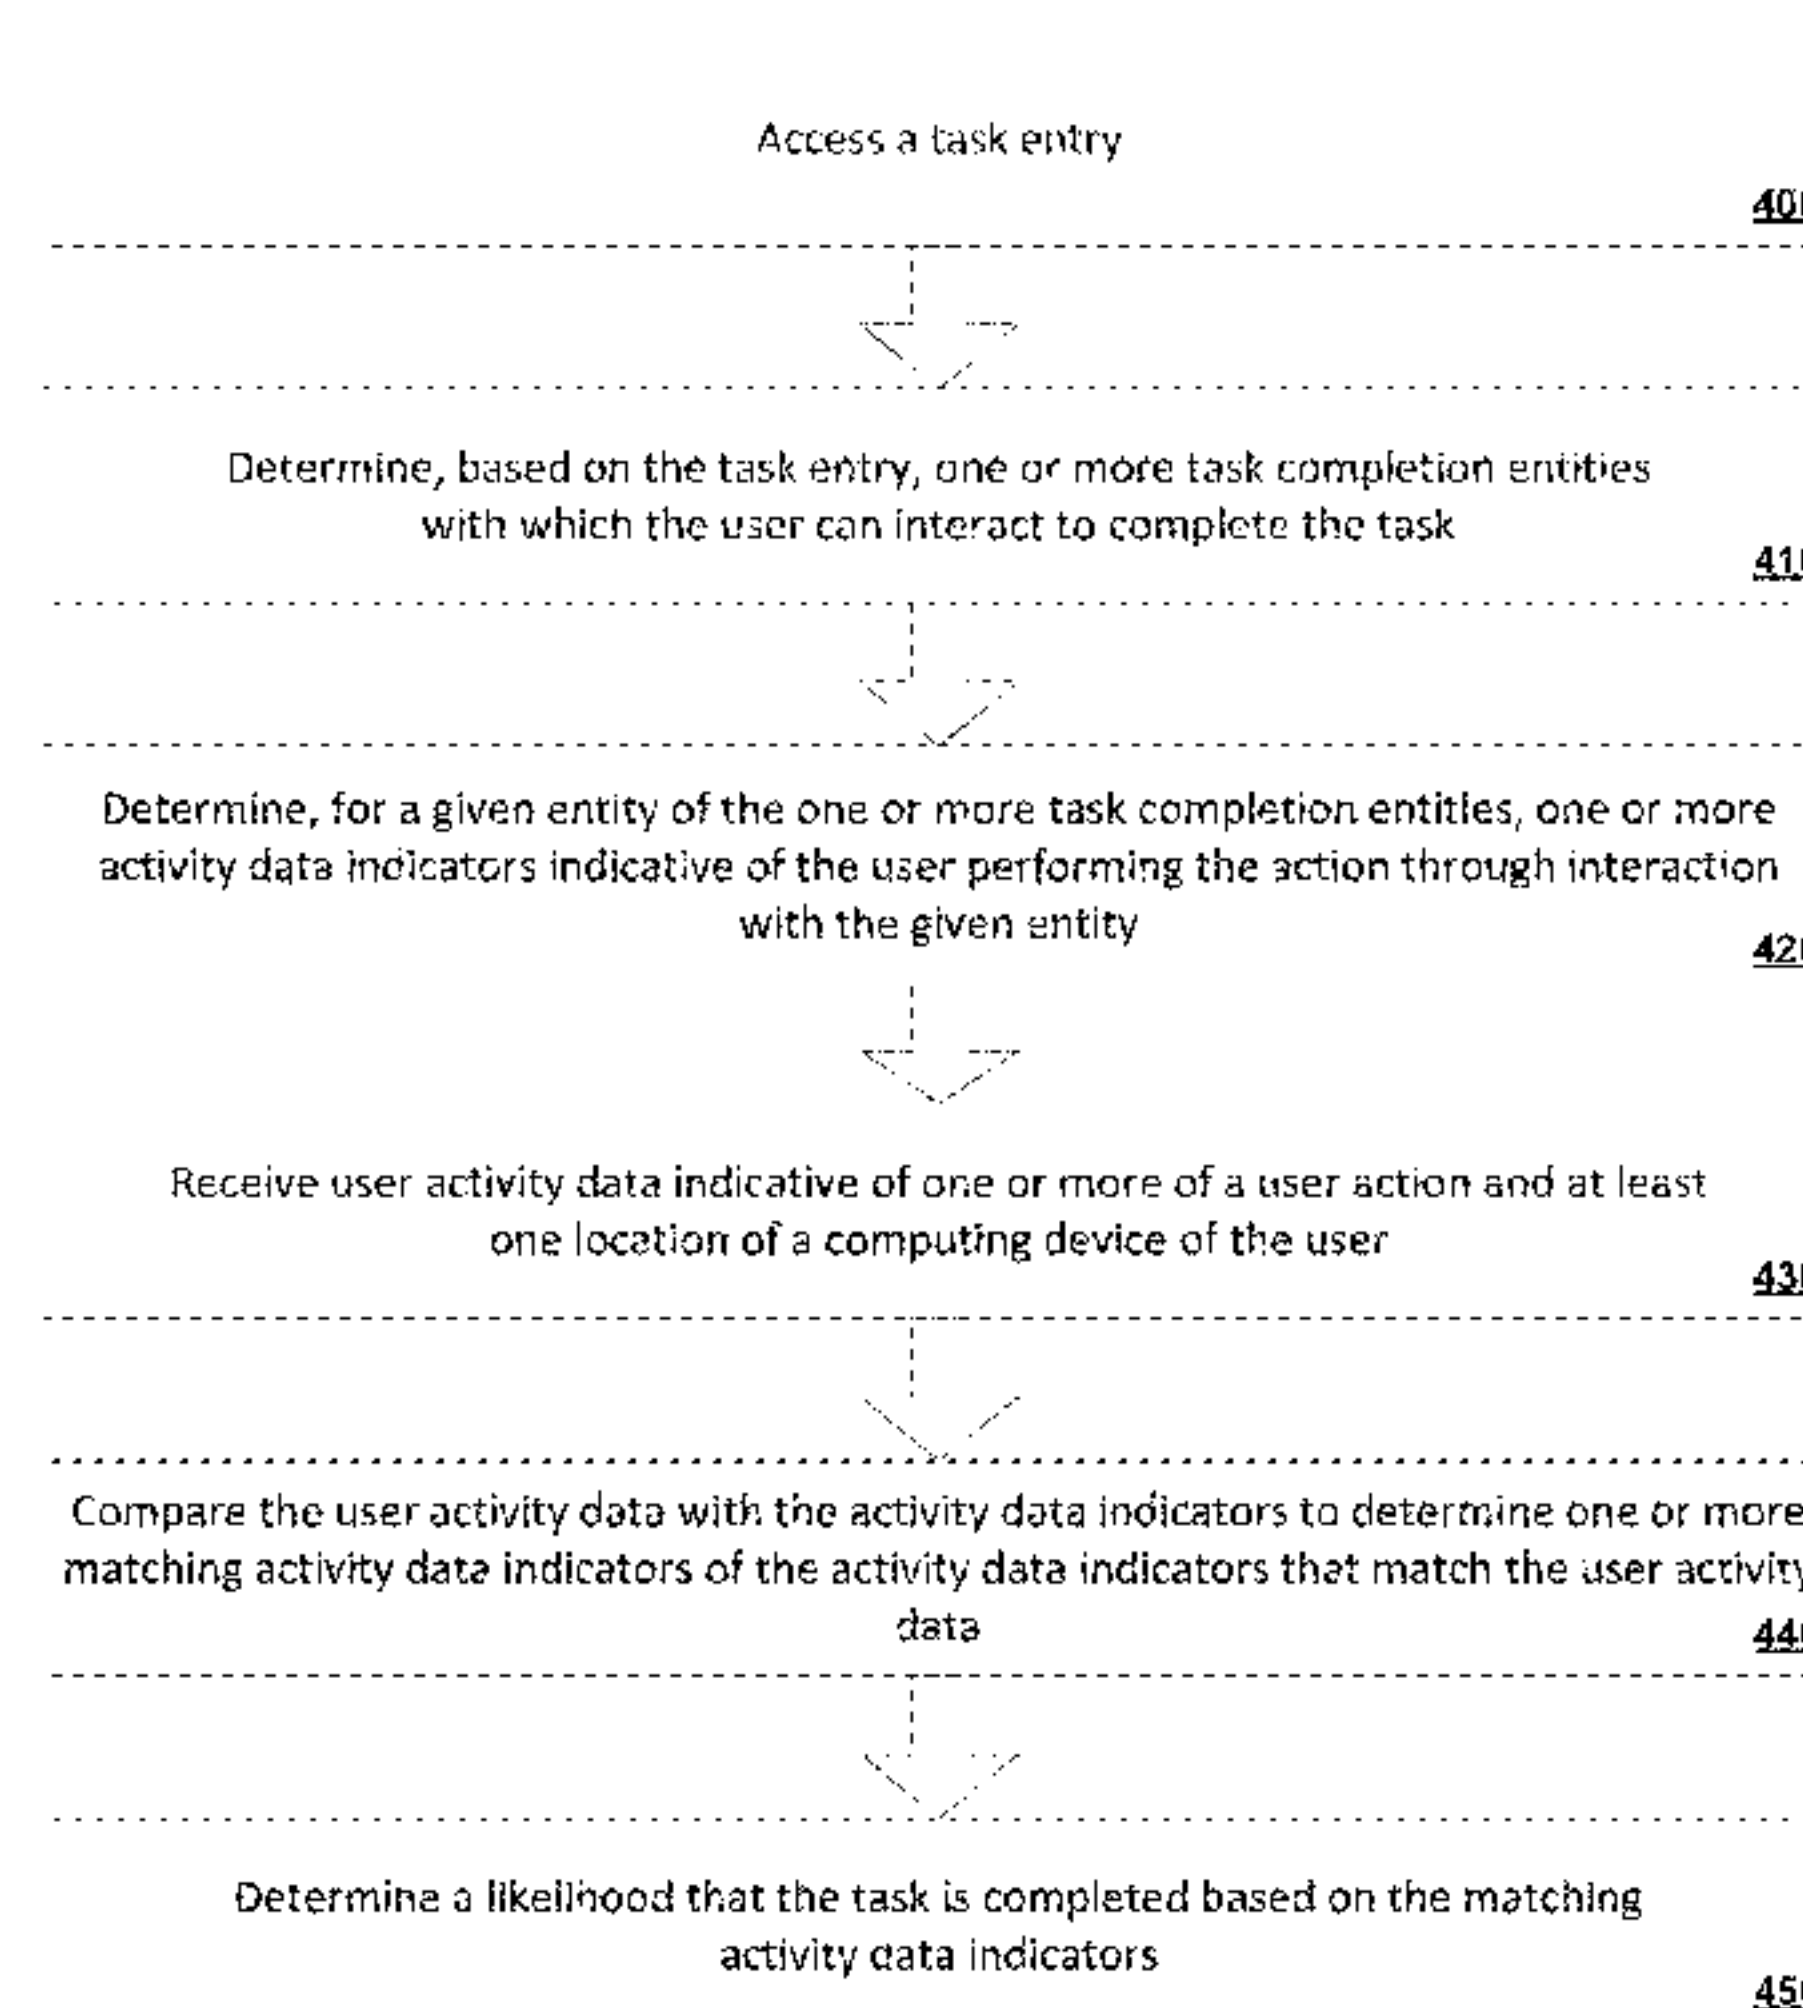 Access a task entry
400
Determine, based on the task entry, one or more task completion entities
with which the user can interact to complete the task
410
Determine, for a given entity of the one or more task completion entities, one or more
activity data indicators indicative of the user performing the action through interaction
with the given entity
420
Receive user activity data indicative of one or more of a user action and at least
one location of a computing device of the user
430
Compare the user activity data with the activity data indicators to determine one or more
matching activity data indicators of the activity data indicators that match the user activity
data
440
Determine a likelihood that the task is completed based on the matching
activity data indicators
450